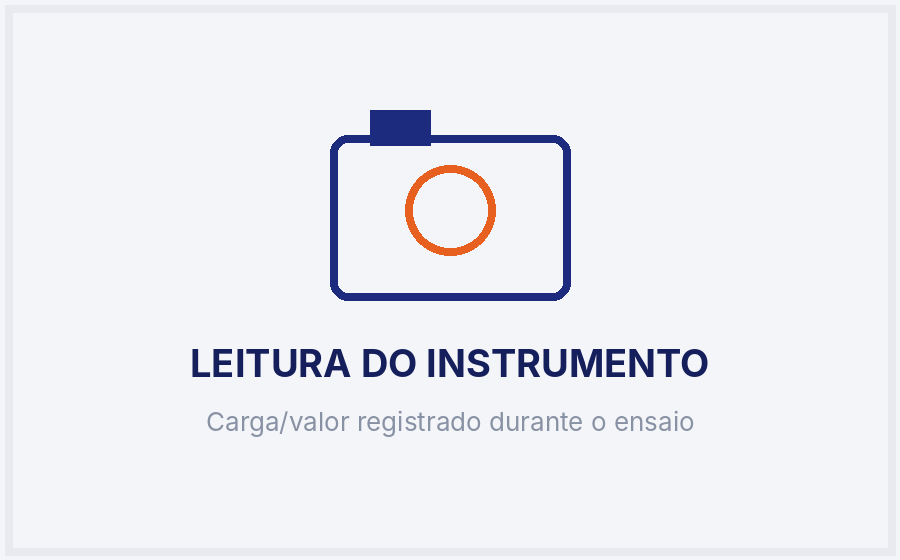 LEITURA DO INSTRUMENTO
Carga/valor registrado durante o ensaio